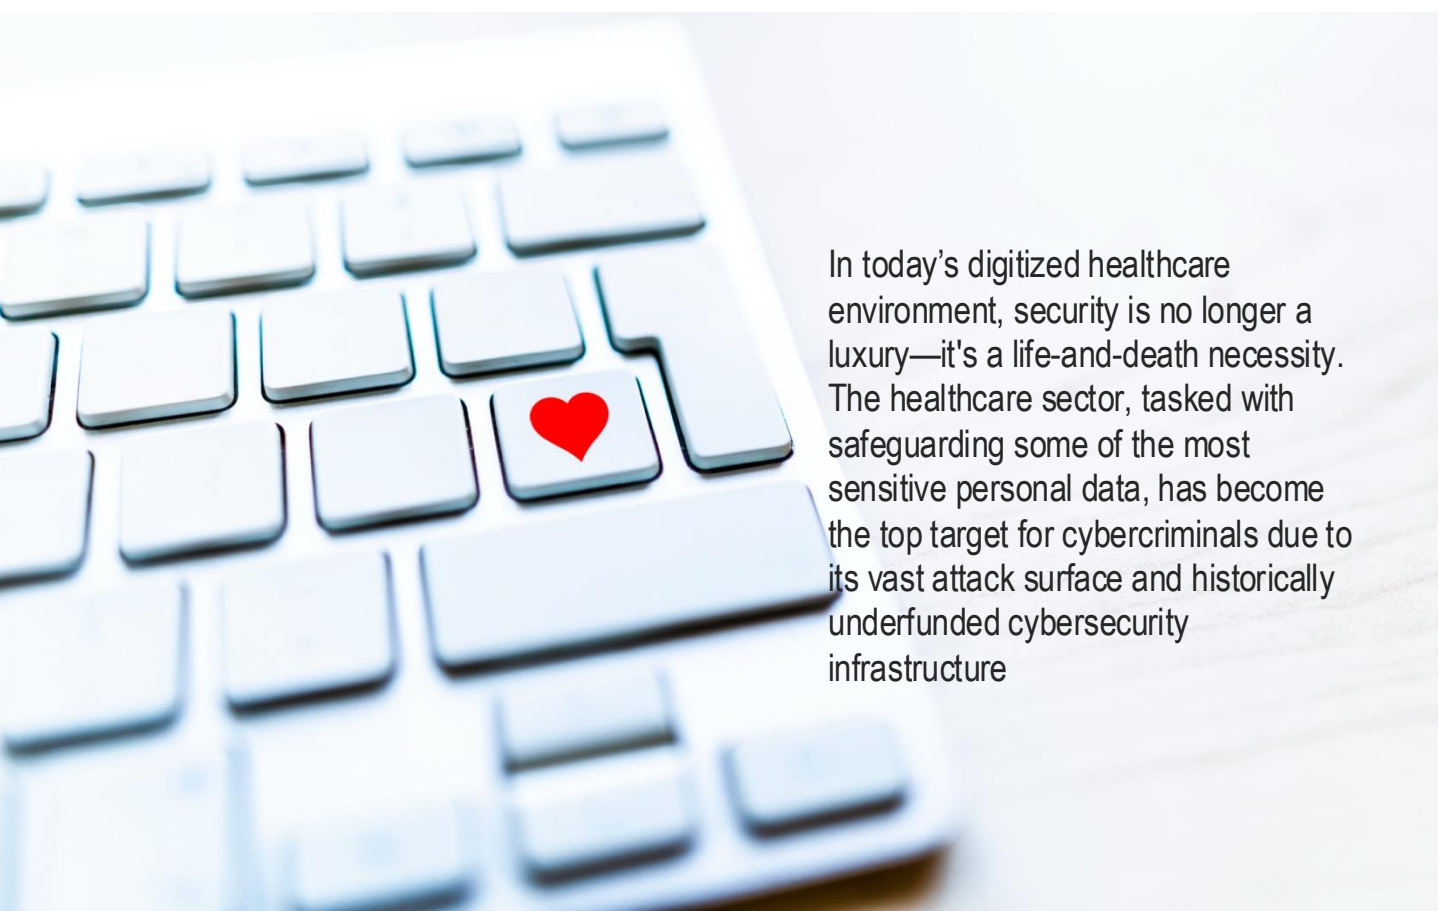 In today’s digitized healthcare
environment, security is no longer a
luxury—it's a life-and-death necessity.
The healthcare sector, tasked with
safeguarding some of the most
sensitive personal data, has become
the top target for cybercriminals due to
its vast attack surface and historically
underfunded cybersecurity
infrastructure